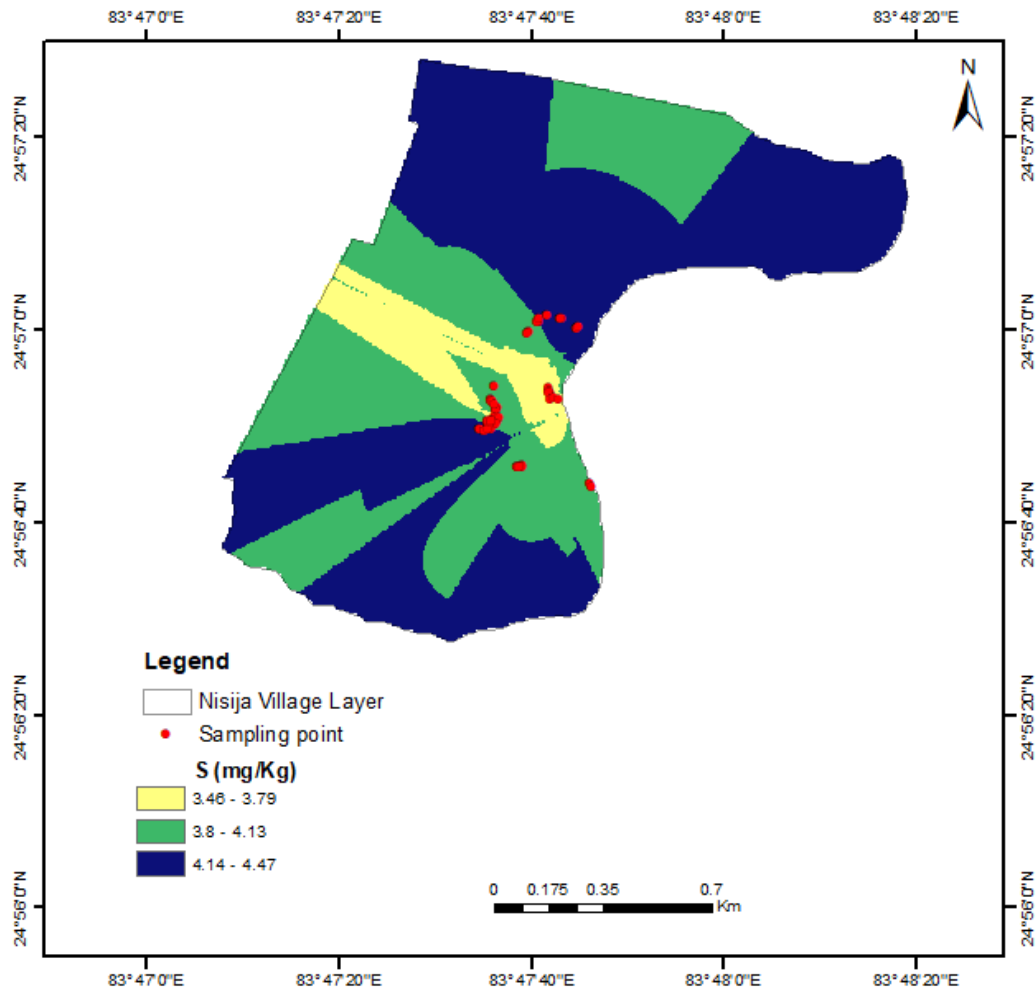 83°47'0"E 83°47'20"E 83°47'40"E 83°48'0"E 83°48'20"E
N
24°57'20"N 24°57'20"N
24°57'0"N 24°57'0"N
24°56'40"N 24°56'40"N
24°56'20"N 24°56'20"N
24°56'0"N 24°56'0"N
Legend
Nisija Village Layer
Sampling point
S (mg/Kg)
3.46 - 3.79
3.8 - 4.13
4.14 - 4.47
0 0.175 0.35 0.7
Km
83°47'0"E 83°47'20"E 83°47'40"E 83°48'0"E 83°48'20"E